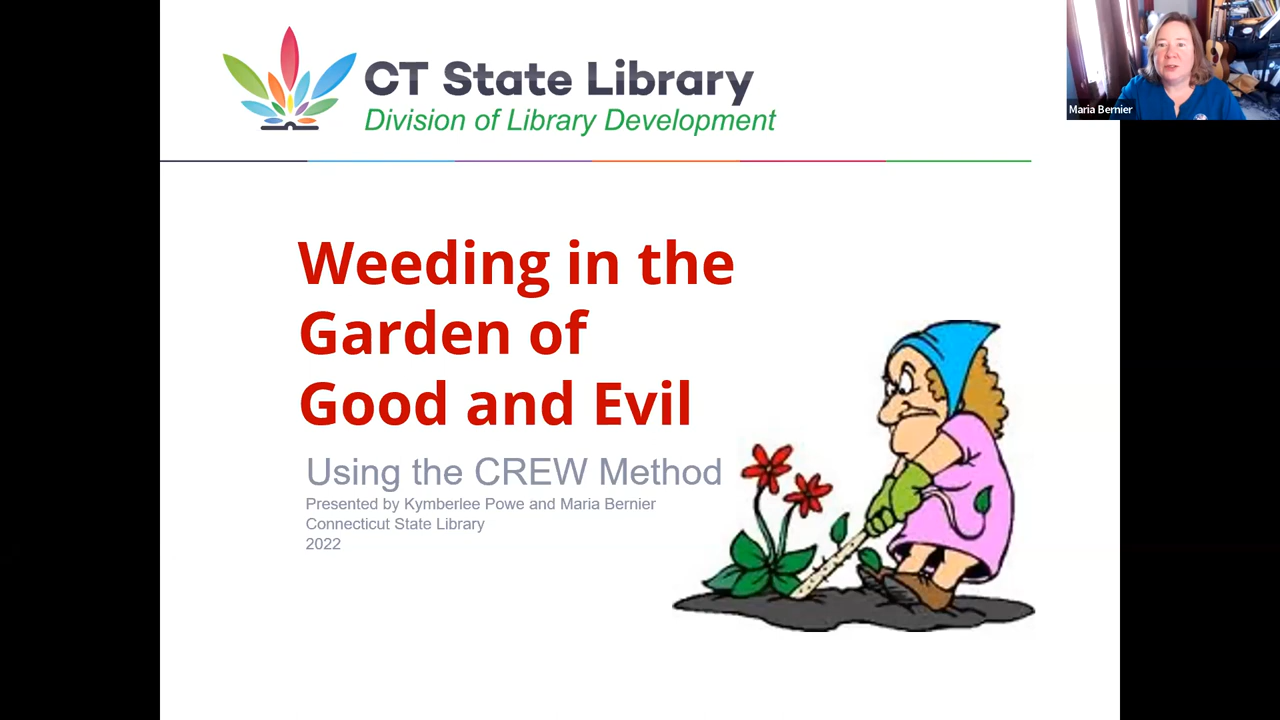 CT State Library
Division of Library Development
Maria Bernier
Weeding in the
Garden of
Good and Evil
Using the CREW Method
Presented by Kymberlee Powe and Maria Bernier
Connecticut State Library
2022